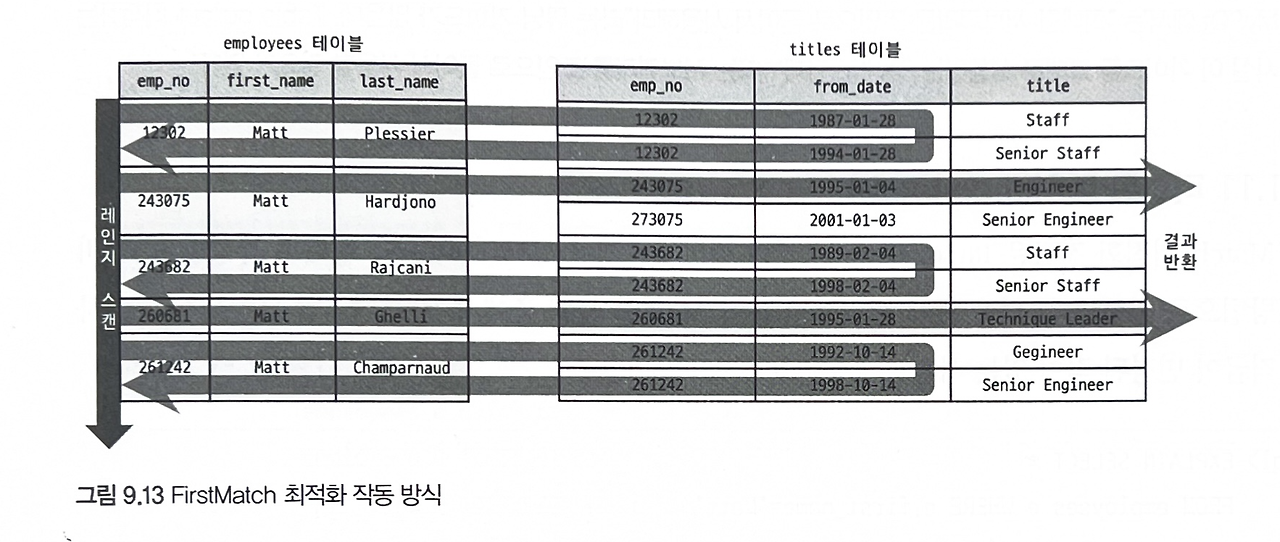 employees 테이블
titles 테이블
emp_no first_name last_name
emp_no from_date title
12302 Matt Plessier
12302 1987-01-28 Staff
12302 1994-01-28 Senior Staff
243075 Matt Hardjono
243075 1995-01-04 Engineer
273075 2001-01-03 Senior Engineer
243682 Matt Rajcani
243682 1989-02-04 Staff
243682 1998-02-04 Senior Staff
260681 Matt Ghelli
260681 1995-01-28 Technique Leader
261242 Matt Champarnaud
261242 1992-10-14 Gegineer
261242 1998-10-14 Senior Engineer
레인지 스캔
결과
반환
그림 9.13 FirstMatch 최적화 작동 방식